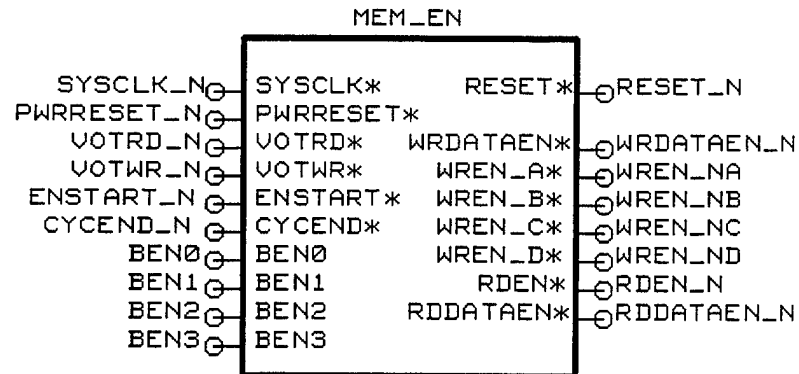 MEM_EN
SYSCLK_N SYSCLK* RESET* RESET_N
PWRRESET_N PWRRESET*
VOTRD_N VOTRD* WRDATAEN* WRDATAEN_N
VOTWR_N VOTWR* WREN_A* WREN_NA
ENSTART_N ENSTART* WREN_B* WREN_NB
CYCEND_N CYCEND* WREN_C* WREN_NC
BEN0 BEN0 WREN_D* WREN_ND
BEN1 BEN1 RDEN* RDEN_N
BEN2 BEN2 RDDATAEN* RDDATAEN_N
BEN3 BEN3